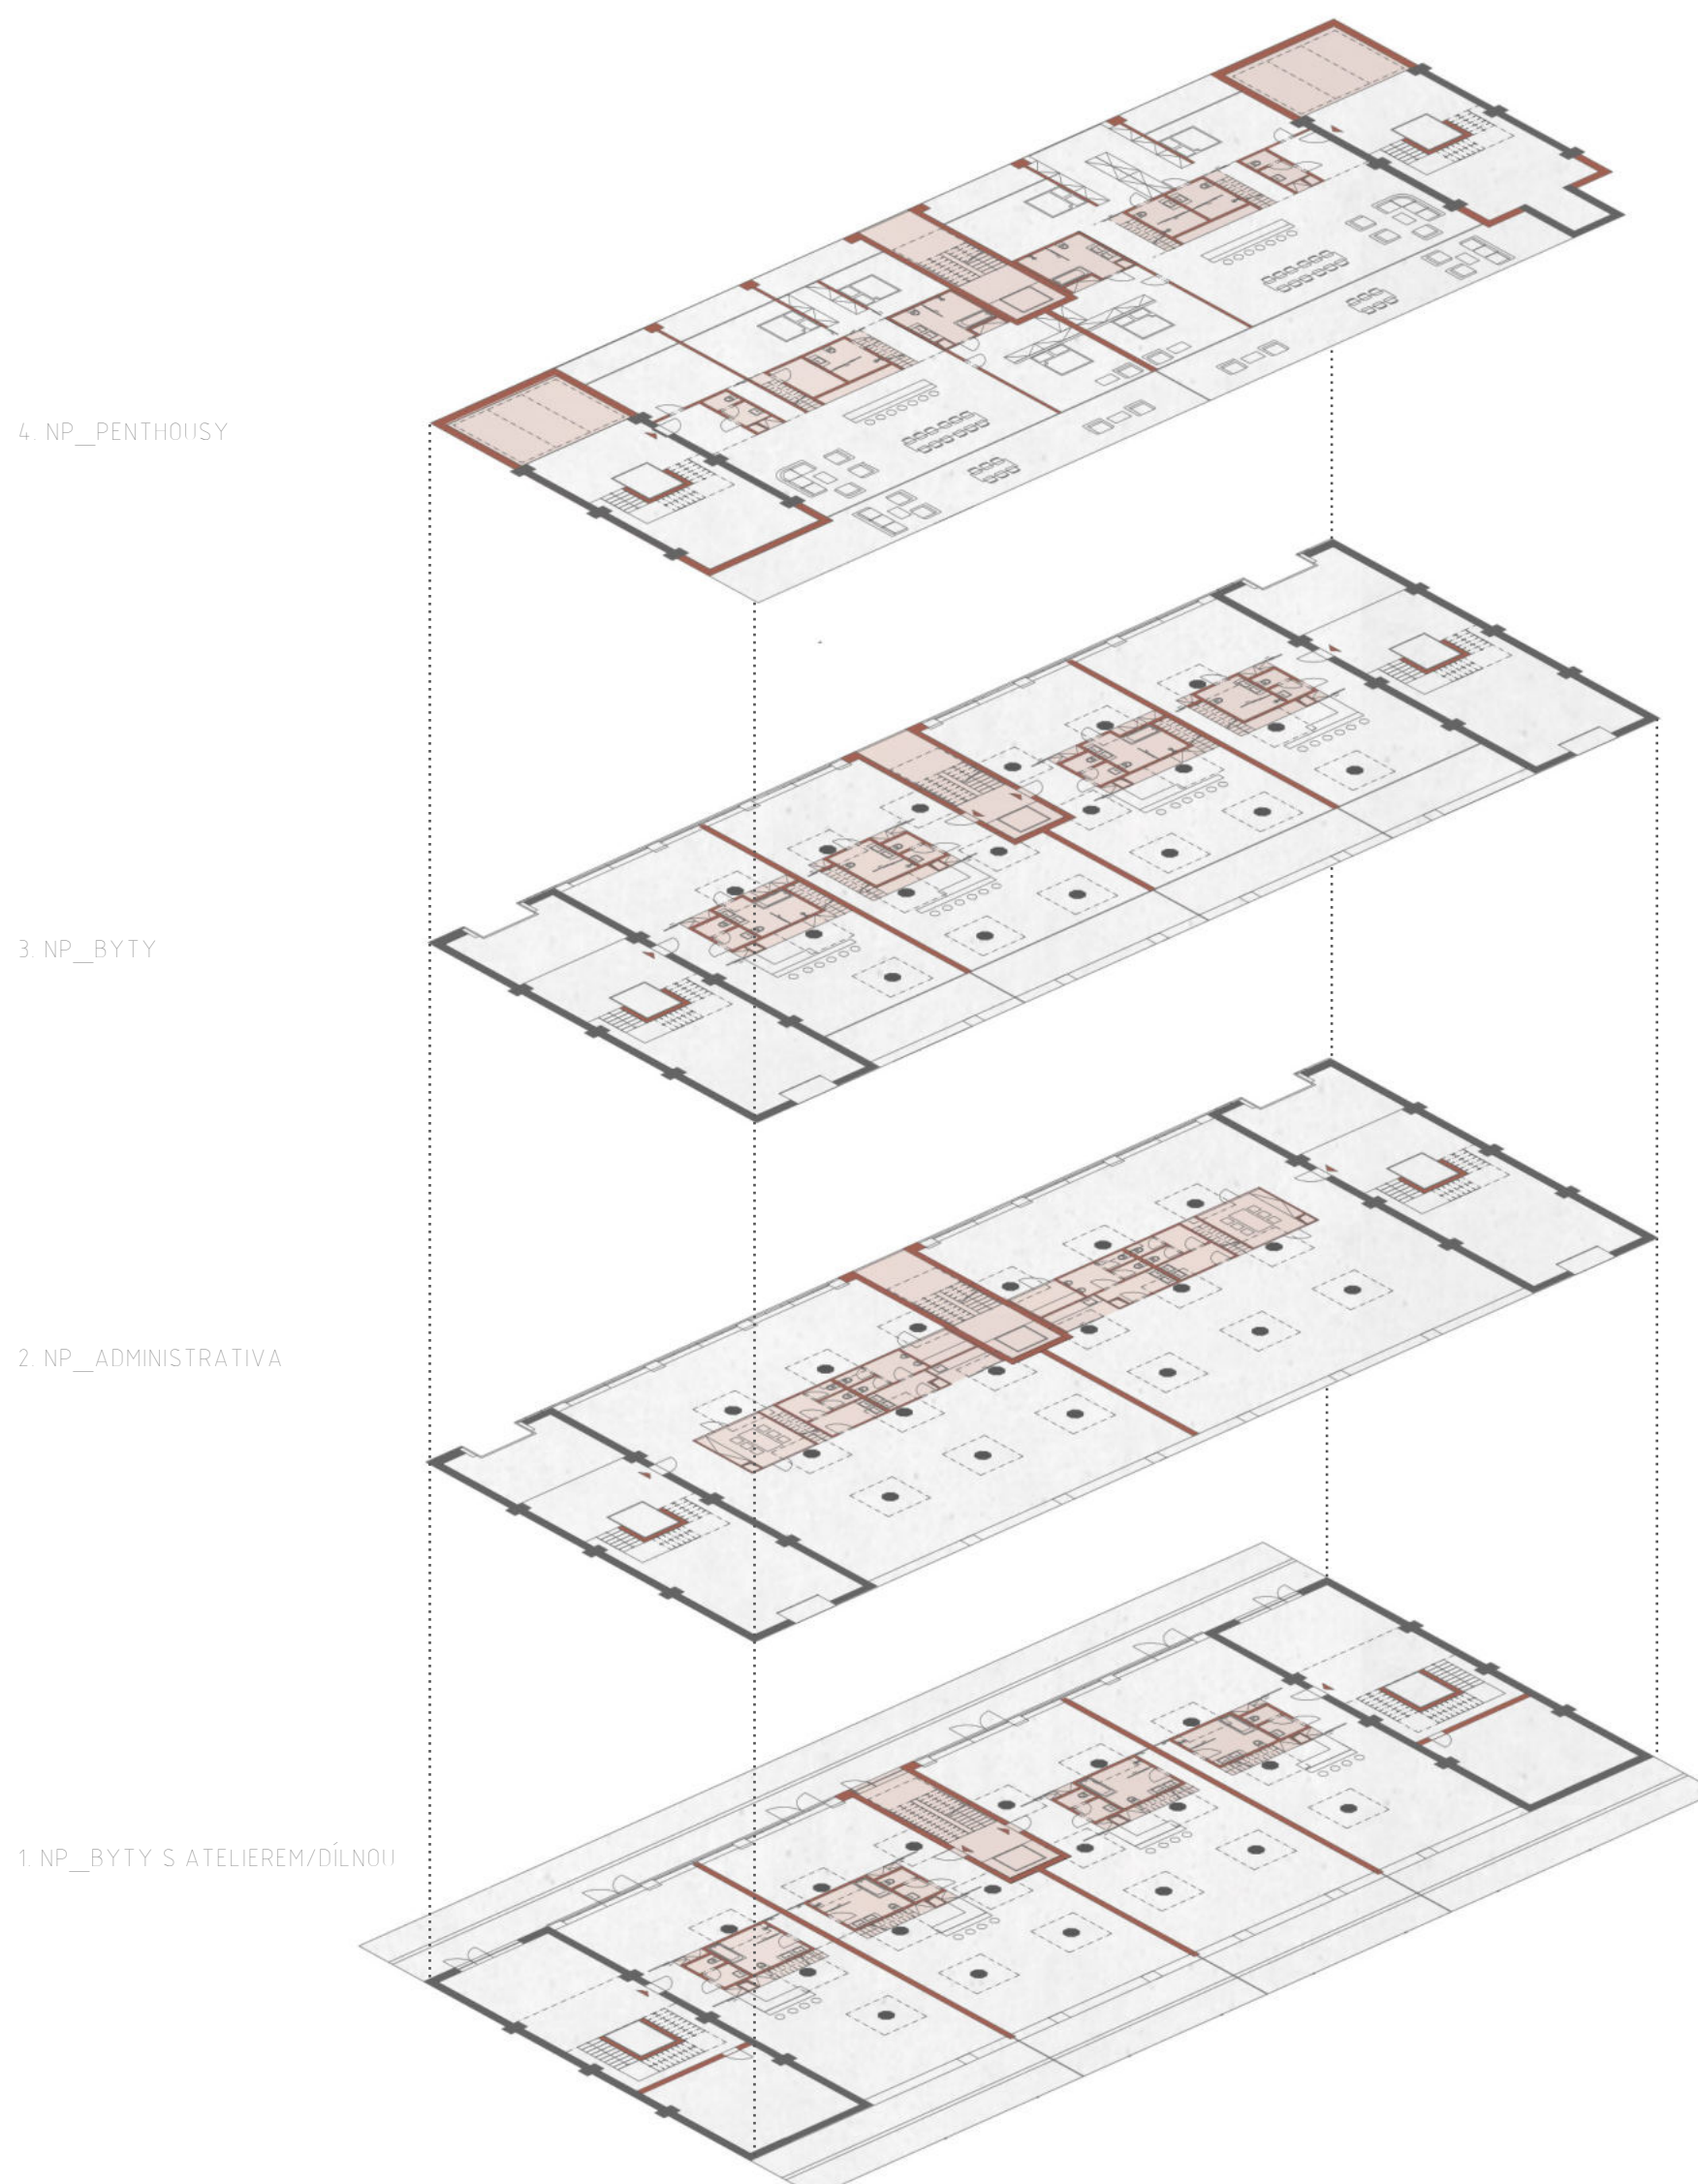 4. NP_PENTHOUSY
3. NP_BYTY
2. NP_ADMINISTRATIVA
1. NP_BYTY S ATELIEREM/DÍLNOU